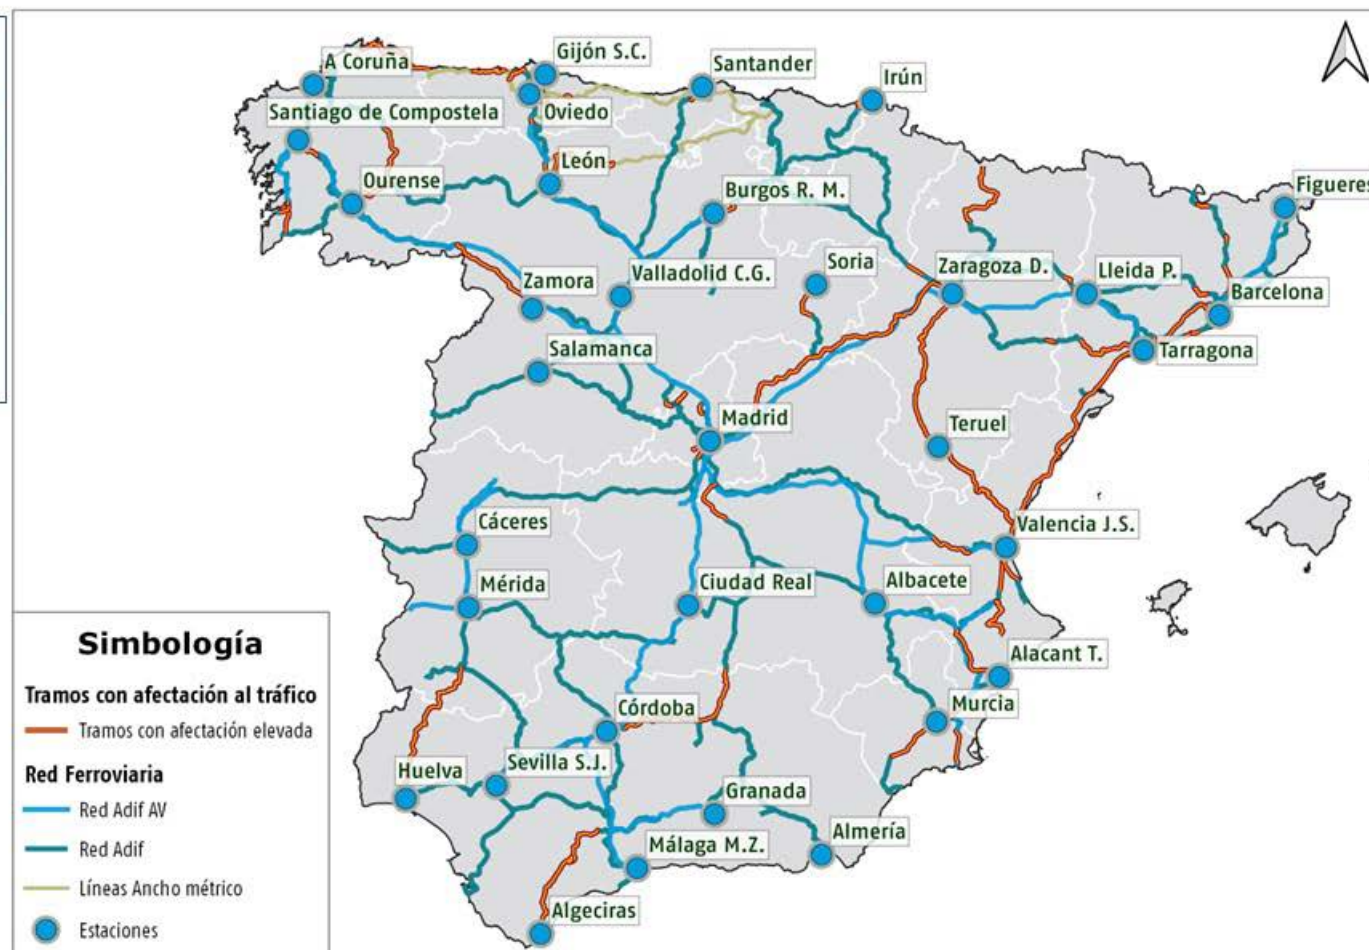 A Coruña
Gijón S.C.
Santander
Irún
Santiago de Compostela
Oviedo
León
Ourense
Burgos R. M.
Figueres
Zamora
Valladolid C.G.
Soria
Zaragoza D.
Lleida P.
Barcelona
Salamanca
Tarragona
Madrid
Teruel
Cáceres
Valencia J.S.
Mérida
Ciudad Real
Albacete
Alacant T.
Córdoba
Murcia
Huelva
Sevilla S.J.
Granada
Málaga M.Z.
Almería
Algeciras
Simbología
Tramos con afectación al tráfico
Tramos con afectación elevada
Red Ferroviaria
Red Adif AV
Red Adif
Líneas Ancho métrico
Estaciones